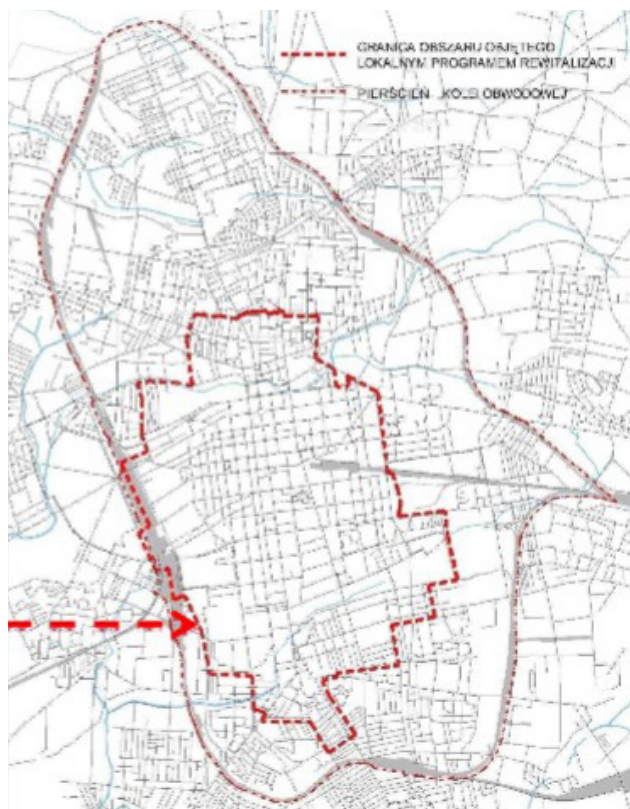 GRANICA OBSZARU OBJĘTEGO
LOKALNYM PROGRAMEM REWITALIZACJI
PIERŚCIEŃ KOLEI OBWODOWEJ